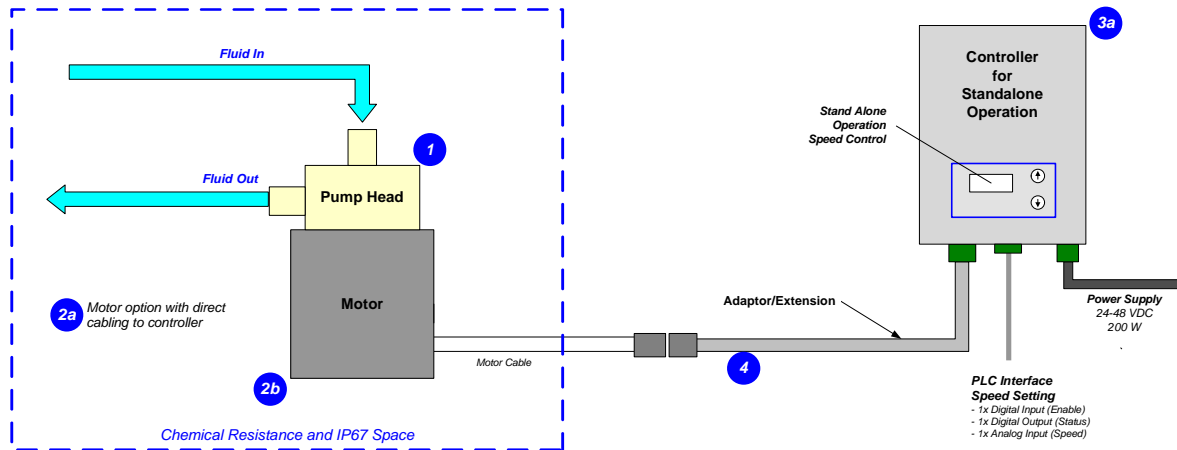 Fluid In
Fluid Out
1
Pump Head
Motor
2a
Motor option with direct
cabling to controller
2b
Motor Cable
Chemical Resistance and IP67 Space
Adaptor/Extension
4
3a
Controller
for
Standalone
Operation
Stand Alone
Operation
Speed Control
Power Supply
24-48 VDC
200 W
.
PLC Interface
Speed Setting
- 1x Digital Input (Enable)
- 1x Digital Output (Status)
- 1x Analog Input (Speed)